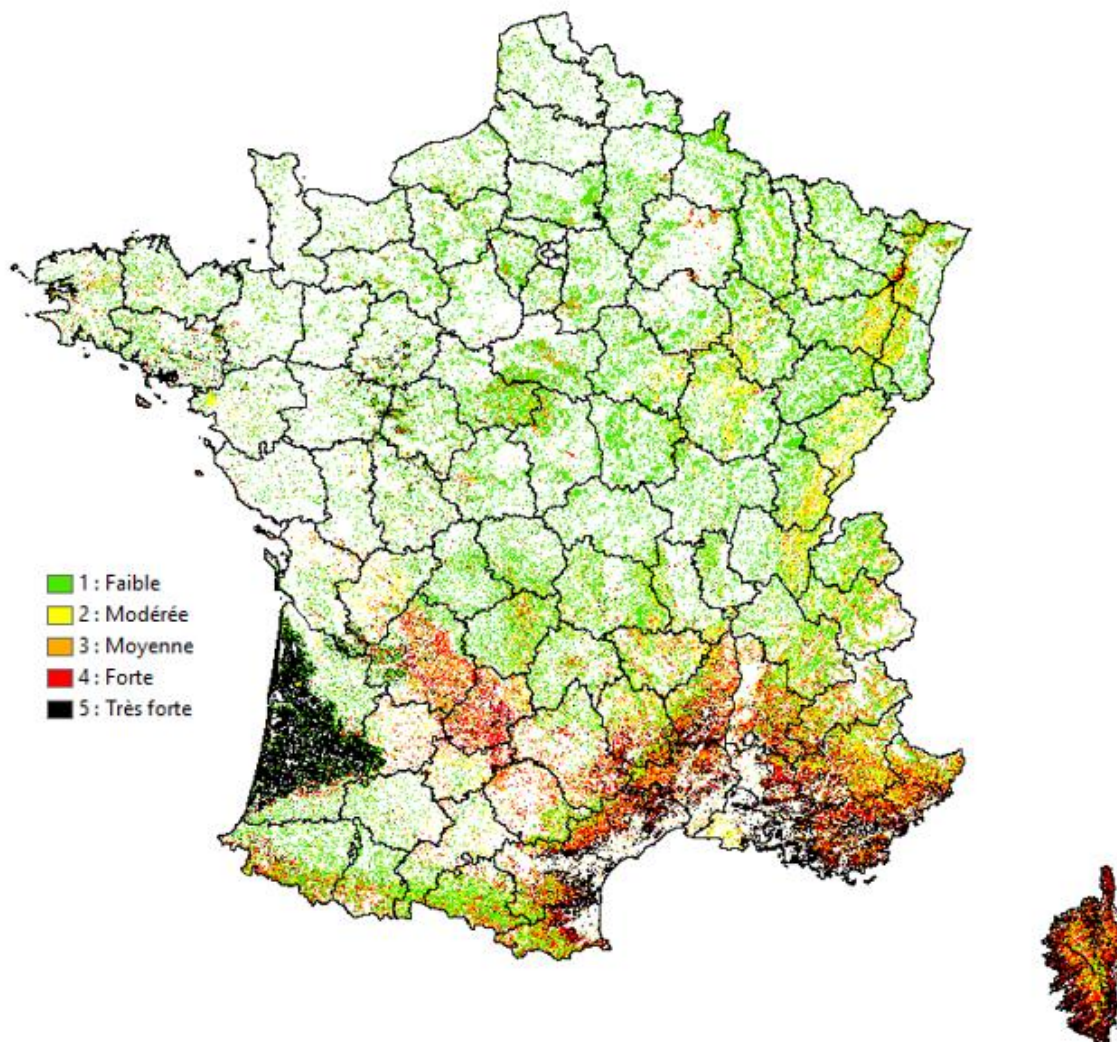 1 : Faible
2 : Modérée
3 : Moyenne
4 : Forte
5 : Très forte